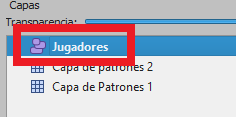 Capas
Transparencia:
Jugadores
Capa de patrones 2
Capa de Patrones 1